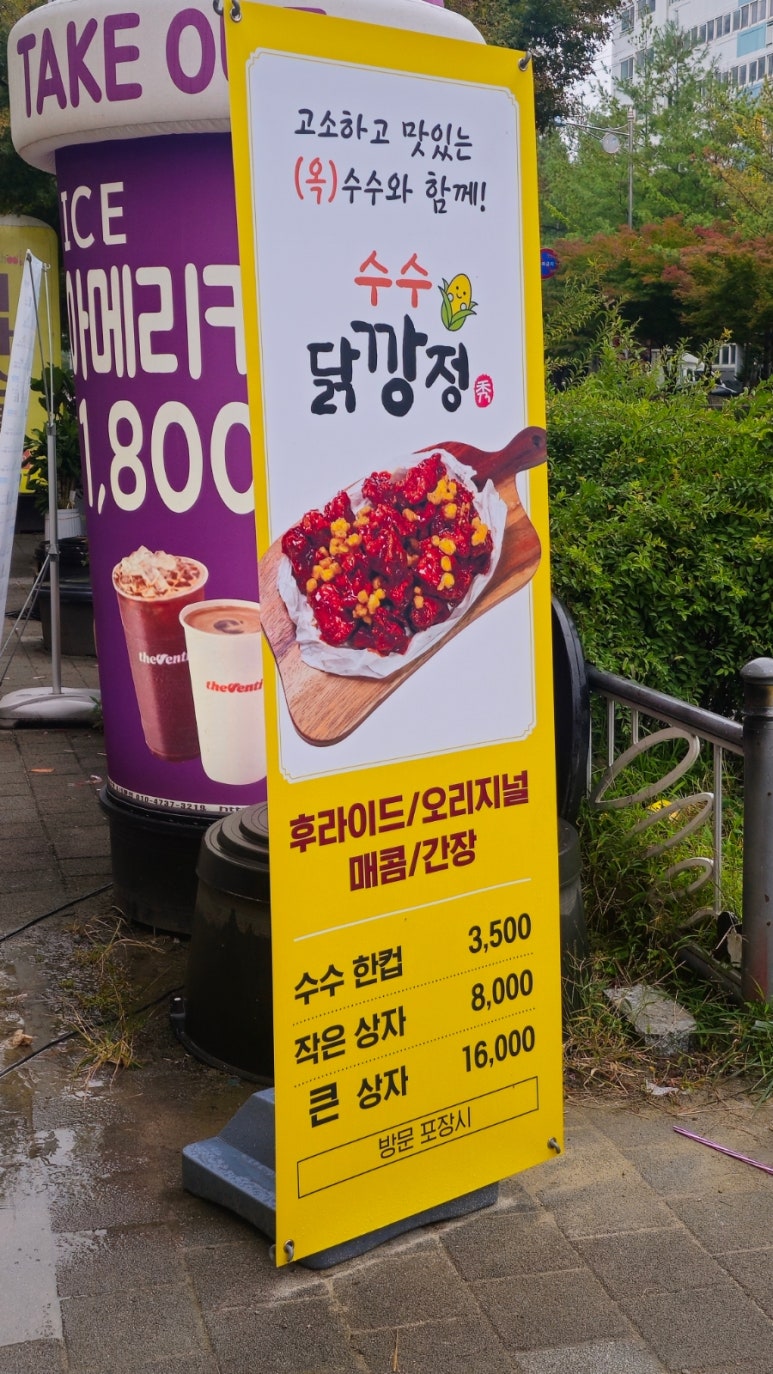 TAKE OU
ICE
아메리카
1,800
theVenti
theVenti
010-4737-3219
고소하고 맛있는
(옥)수수와 함께!
수수
닭깡정
秀
후라이드/오리지널
매콤/간장
수수 한컵 3,500
작은 상자 8,000
큰 상자 16,000
방문 포장시